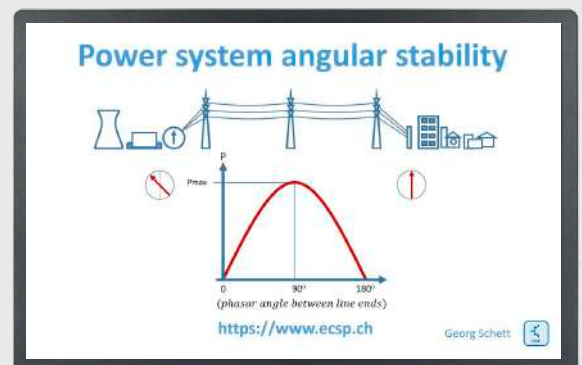 Power system angular stability
P
Pmax
0 90° 180°
(phasor angle between line ends)
https://www.ecsp.ch
Georg Schett